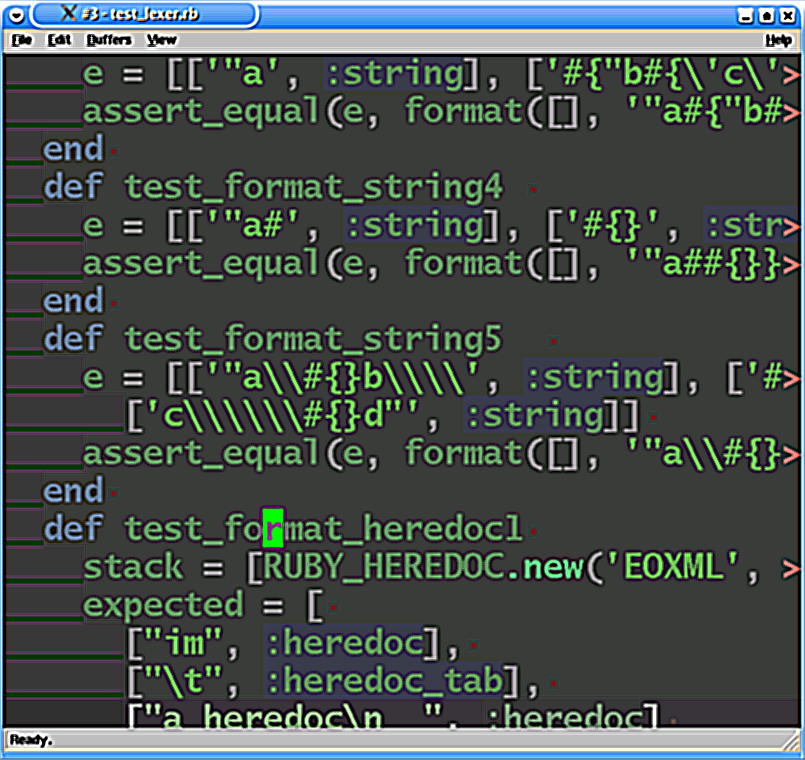 #3 - test_lexer.rb
File Edit Buffers View Help
e = [['"a', :string], ['#{"b#{\'c\'>
assert_equal(e, format([], '"a#{"b#>
end
def test_format_string4
e = [['"a#', :string], ['#{}', :str>
assert_equal(e, format([], '"a##{}}>
end
def test_format_string5
e = [['"a\\#{}b\\\\', :string], ['#>
['c\\\\\\#{}d"', :string]]
assert_equal(e, format([], '"a\\#{}>
end
def test_format_heredoc1
stack = [RUBY_HEREDOC.new('EOXML', >
expected = [
["im", :heredoc],
["\t", :heredoc_tab],
["a heredoc\n  ", :heredoc]
Ready.